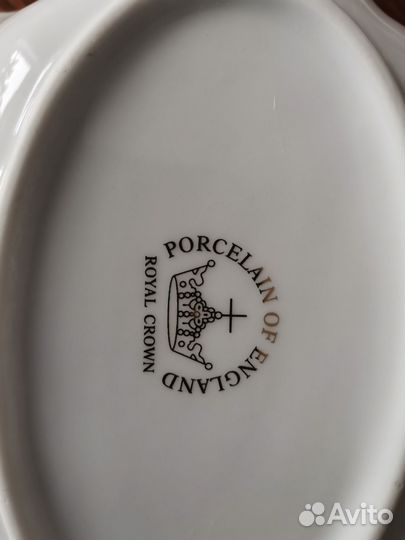 PORCELAIN OF ENGLAND
ROYAL CROWN
Avito